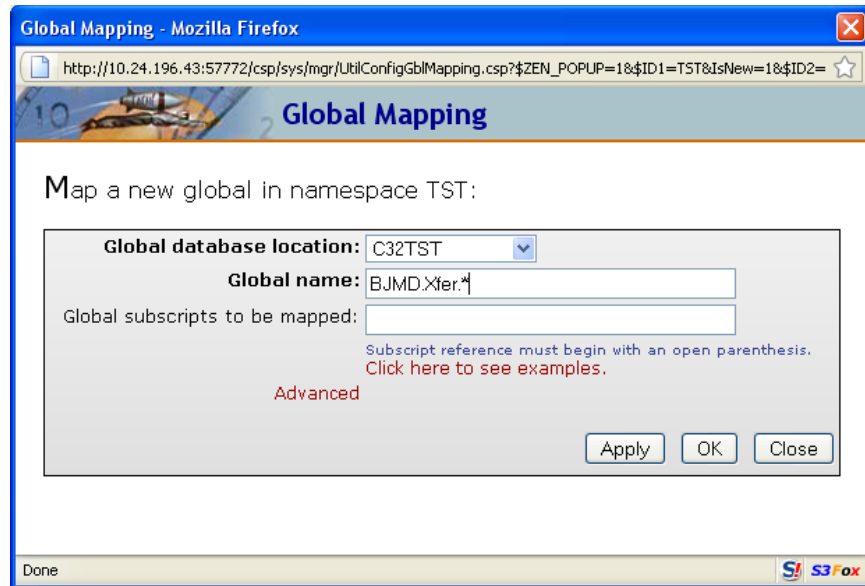 Global Mapping - Mozilla Firefox
http://10.24.196.43:57772/csp/sys/mgr/UtilConfigGblMapping.csp?$ZEN_POPUP=1&$ID1=TST&IsNew=1&$ID2=
10 2 Global Mapping
Map a new global in namespace TST:
Global database location: C32TST
Global name: BJMD.Xfer.*
Global subscripts to be mapped:
Subscript reference must begin with an open parenthesis.
Click here to see examples.
Advanced
Apply OK Close
Done S! S3Fox